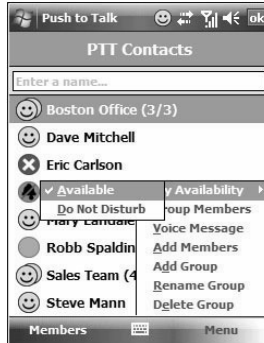 Push to Talk ok
PTT Contacts
Enter a name...
Boston Office (3/3)
Dave Mitchell
Eric Carlson
Available
y Availability
Do Not Disturb
roup Members
Mary Landale
Voice Message
Robb Spaldin
Add Members
Add Group
Sales Team (4
Rename Group
Steve Mann
Delete Group
Members
Menu